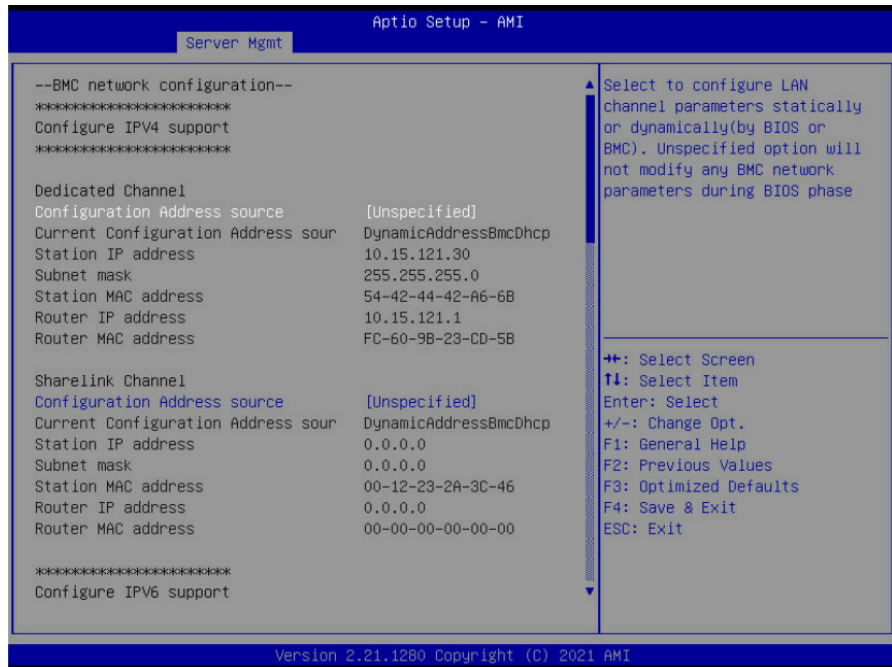 Aptio Setup – AMI
Server Mgmt
--BMC network configuration--
***********************
Configure IPV4 support
***********************
Dedicated Channel
Configuration Address source [Unspecified]
Current Configuration Address sour DynamicAddressBmcDhcp
Station IP address 10.15.121.30
Subnet mask 255.255.255.0
Station MAC address 54-42-44-42-A6-6B
Router IP address 10.15.121.1
Router MAC address FC-60-9B-23-CD-5B
Sharelink Channel
Configuration Address source [Unspecified]
Current Configuration Address sour DynamicAddressBmcDhcp
Station IP address 0.0.0.0
Subnet mask 0.0.0.0
Station MAC address 00-12-23-2A-3C-46
Router IP address 0.0.0.0
Router MAC address 00-00-00-00-00-00
***********************
Configure IPV6 support
Select to configure LAN
channel parameters statically
or dynamically(by BIOS or
BMC). Unspecified option will
not modify any BMC network
parameters during BIOS phase
→←: Select Screen
↑↓: Select Item
Enter: Select
+/-: Change Opt.
F1: General Help
F2: Previous Values
F3: Optimized Defaults
F4: Save & Exit
ESC: Exit
Version 2.21.1280 Copyright (C) 2021 AMI